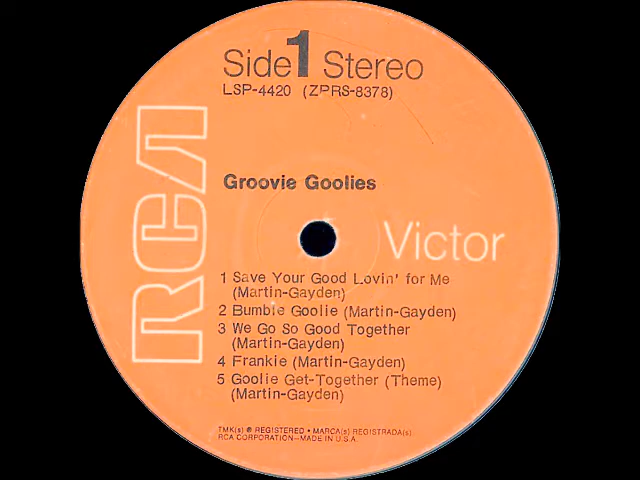 Side 1 Stereo
LSP-4420 (ZPRS-8378)
RCA
Groovie Goolies
Victor
1 Save Your Good Lovin' for Me
(Martin-Gayden)
2 Bumble Goolie (Martin-Gayden)
3 We Go So Good Together
(Martin-Gayden)
4 Frankie (Martin-Gayden)
5 Goolie Get-Together (Theme)
(Martin-Gayden)
TMK(s) ® REGISTERED • MARCA(s) REGISTRADA(s)
RCA CORPORATION—MADE IN U.S.A.